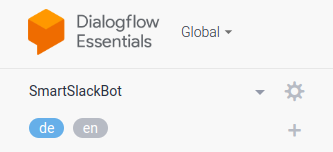 Dialogflow
Essentials
Global
SmartSlackBot
de en